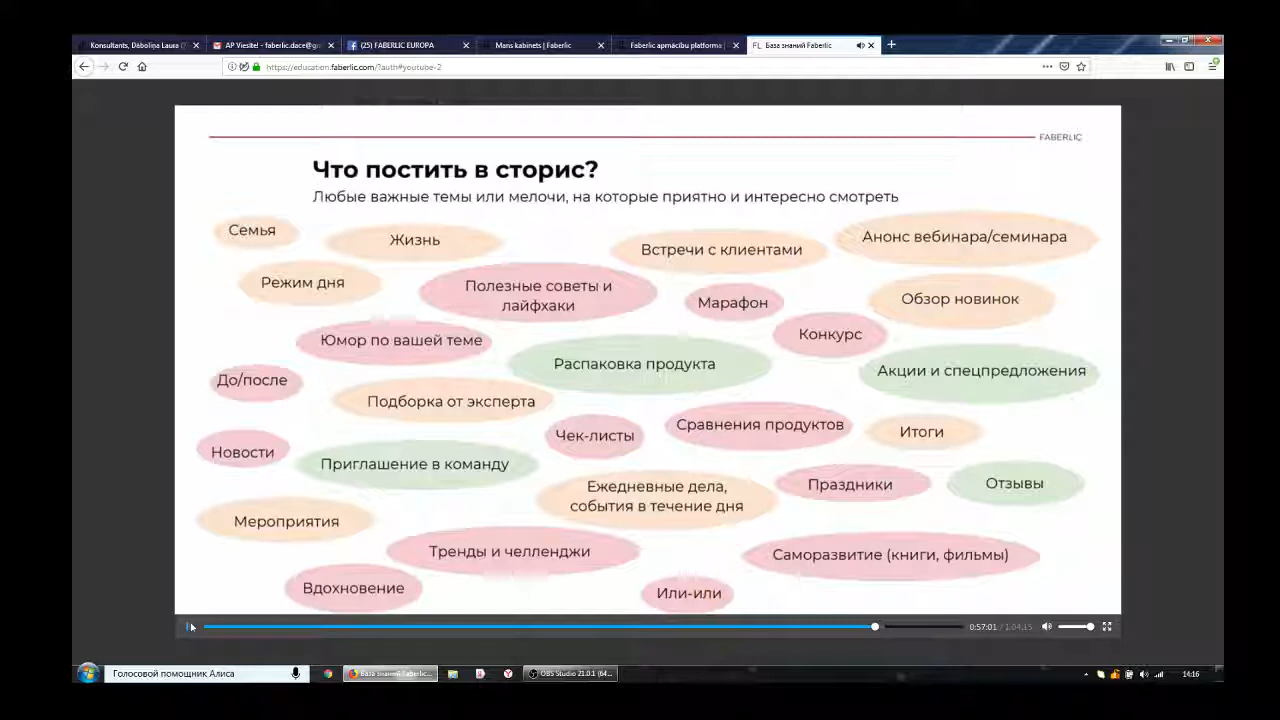 Konsultants, Daboliņa Laura (
AP Viesite! - faberlic.dace@gm
(25) FABERLIC EUROPA
Mans kabinets | Faberlic
Faberlic apmācību platforma |
FL База знаний Faberlic
https://education.faberlic.com/?auth#youtube-2
FABERLIC
Что постить в сторис?
Любые важные темы или мелочи, на которые приятно и интересно смотреть
Семья
Жизнь
Встречи с клиентами
Анонс вебинара/семинара
Режим дня
Полезные советы и
лайфхаки
Марафон
Обзор новинок
Юмор по вашей теме
Конкурс
Распаковка продукта
До/после
Акции и спецпредложения
Подборка от эксперта
Чек-листы
Сравнения продуктов
Итоги
Новости
Приглашение в команду
Ежедневные дела,
события в течение дня
Праздники
Отзывы
Мероприятия
Тренды и челленджи
Саморазвитие (книги, фильмы)
Вдохновение
Или-или
0:57:01 / 1:04:15
Голосовой помощник Алиса
База знаний Faberlic...
OBS Studio 21.0.1 (64...
14:16